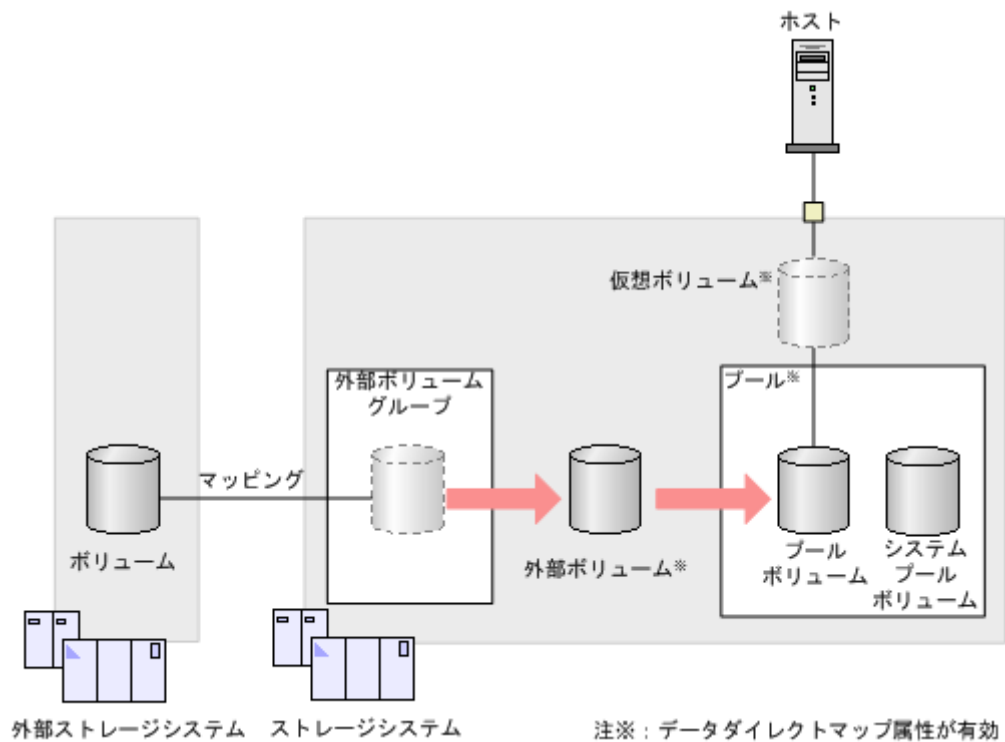 ホスト
仮想ボリューム※
外部ボリューム
グループ
プール※
マッピング
ボリューム
外部ボリューム※
プール
ボリューム
システム
プール
ボリューム
外部ストレージシステム
ストレージシステム
注※：データダイレクトマップ属性が有効